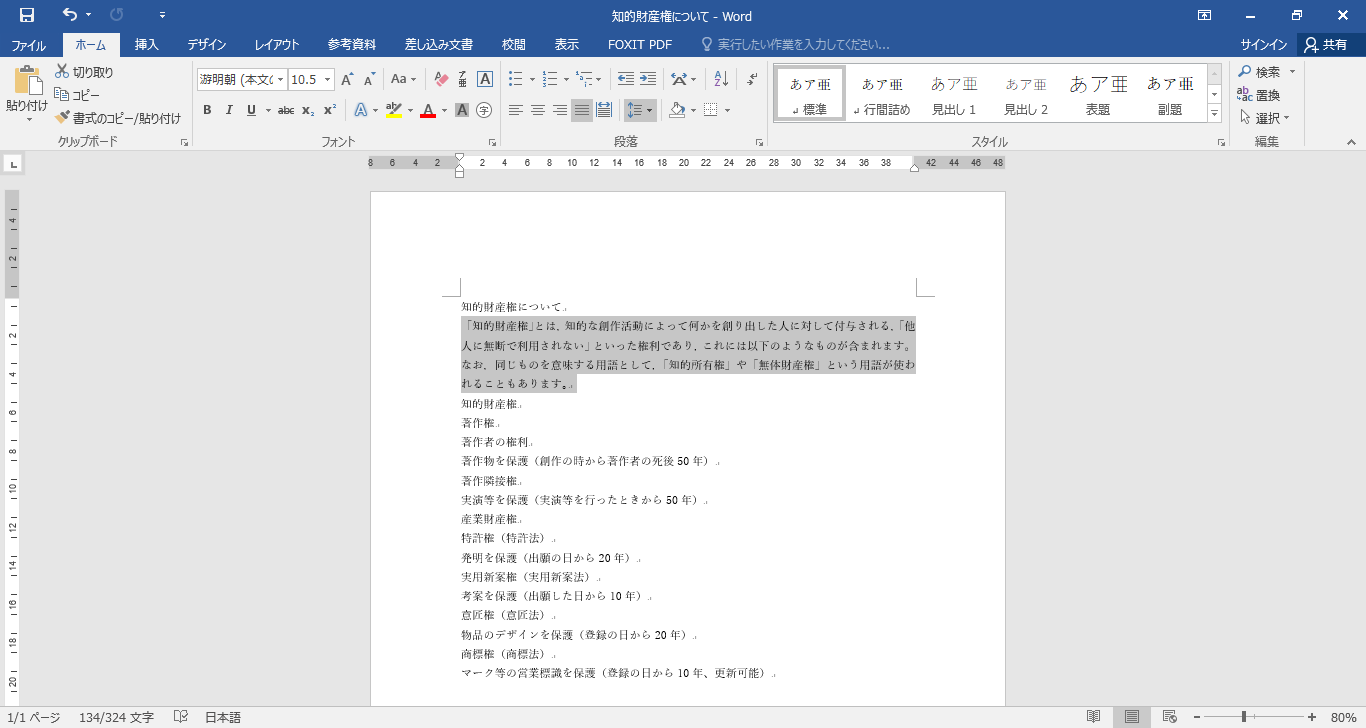 知的財産権について - Word
ファイル ホーム 挿入 デザイン レイアウト 参考資料 差し込み文書 校閲 表示 FOXIT PDF 実行したい作業を入力してください... サインイン 共有
貼り付け 切り取り コピー 書式のコピー/貼り付け クリップボード
游明朝 (本文の 10.5 A A Aa A
B I U abc x₂ x² A aby A A 字 フォント
段落
あア亜 あア亜 あア亜 あア亜 あア亜 あア亜
標準 行間詰め 見出し 1 見出し 2 表題 副題
スタイル
検索 置換 選択 編集
8 6 4 2 2 4 6 8 10 12 14 16 18 20 22 24 26 28 30 32 34 36 38 42 44 46 48
4 2 2 4 6 8 10 12 14 16 18 20
知的財産権について
「知的財産権」とは，知的な創作活動によって何かを創り出した人に対して付与される，「他
人に無断で利用されない」といった権利であり，これには以下のようなものが含まれます。
なお，同じものを意味する用語として，「知的所有権」や「無体財産権」という用語が使わ
れることもあります。
知的財産権
著作権
著作者の権利
著作物を保護（創作の時から著作者の死後 50 年）
著作隣接権
実演等を保護（実演等を行ったときから 50 年）
産業財産権
特許権（特許法）
発明を保護（出願の日から 20 年）
実用新案権（実用新案法）
考案を保護（出願した日から 10 年）
意匠権（意匠法）
物品のデザインを保護（登録の日から 20 年）
商標権（商標法）
マーク等の営業標識を保護（登録の日から 10 年、更新可能）
1/1 ページ 134/324 文字 日本語 80%